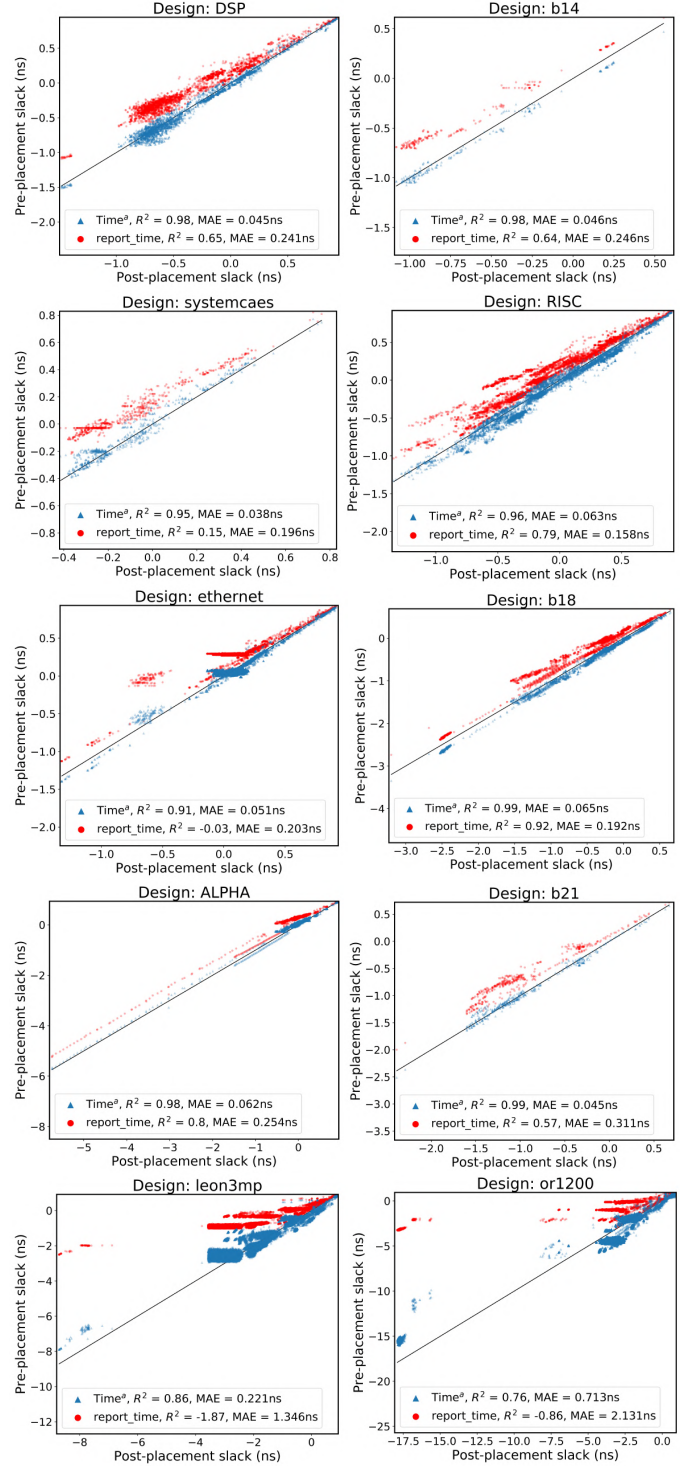 Design: DSP
Pre-placement slack (ns)
0.5
0.0
−0.5
−1.0
−1.5
−2.0
Time^a, R² = 0.98, MAE = 0.045ns
report_time, R² = 0.65, MAE = 0.241ns
−1.0 −0.5 0.0 0.5
Post-placement slack (ns)
Design: b14
Pre-placement slack (ns)
0.5
0.0
−0.5
−1.0
−1.5
Time^a, R² = 0.98, MAE = 0.046ns
report_time, R² = 0.64, MAE = 0.246ns
−1.00 −0.75 −0.50 −0.25 0.00 0.25 0.50
Post-placement slack (ns)
Design: systemcaes
Pre-placement slack (ns)
0.8
0.6
0.4
0.2
0.0
−0.2
−0.4
−0.6
−0.8
Time^a, R² = 0.95, MAE = 0.038ns
report_time, R² = 0.15, MAE = 0.196ns
−0.4 −0.2 0.0 0.2 0.4 0.6 0.8
Post-placement slack (ns)
Design: RISC
Pre-placement slack (ns)
0.5
0.0
−0.5
−1.0
−1.5
−2.0
Time^a, R² = 0.96, MAE = 0.063ns
report_time, R² = 0.79, MAE = 0.158ns
−1.0 −0.5 0.0 0.5
Post-placement slack (ns)
Design: ethernet
Pre-placement slack (ns)
0.5
0.0
−0.5
−1.0
−1.5
−2.0
Time^a, R² = 0.91, MAE = 0.051ns
report_time, R² = -0.03, MAE = 0.203ns
−1.0 −0.5 0.0 0.5
Post-placement slack (ns)
Design: b18
Pre-placement slack (ns)
0
−1
−2
−3
−4
Time^a, R² = 0.99, MAE = 0.065ns
report_time, R² = 0.92, MAE = 0.192ns
−3.0 −2.5 −2.0 −1.5 −1.0 −0.5 0.0 0.5
Post-placement slack (ns)
Design: ALPHA
Pre-placement slack (ns)
0
−2
−4
−6
−8
Time^a, R² = 0.98, MAE = 0.062ns
report_time, R² = 0.8, MAE = 0.254ns
−5 −4 −3 −2 −1 0
Post-placement slack (ns)
Design: b21
Pre-placement slack (ns)
0.5
0.0
−0.5
−1.0
−1.5
−2.0
−2.5
−3.0
−3.5
Time^a, R² = 0.99, MAE = 0.045ns
report_time, R² = 0.57, MAE = 0.311ns
−2.0 −1.5 −1.0 −0.5 0.0 0.5
Post-placement slack (ns)
Design: leon3mp
Pre-placement slack (ns)
0
−2
−4
−6
−8
−10
−12
Time^a, R² = 0.86, MAE = 0.221ns
report_time, R² = -1.87, MAE = 1.346ns
−8 −6 −4 −2 0
Post-placement slack (ns)
Design: or1200
Pre-placement slack (ns)
0
−5
−10
−15
−20
−25
Time^a, R² = 0.76, MAE = 0.713ns
report_time, R² = -0.86, MAE = 2.131ns
−17.5 −15.0 −12.5 −10.0 −7.5 −5.0 −2.5 0.0
Post-placement slack (ns)